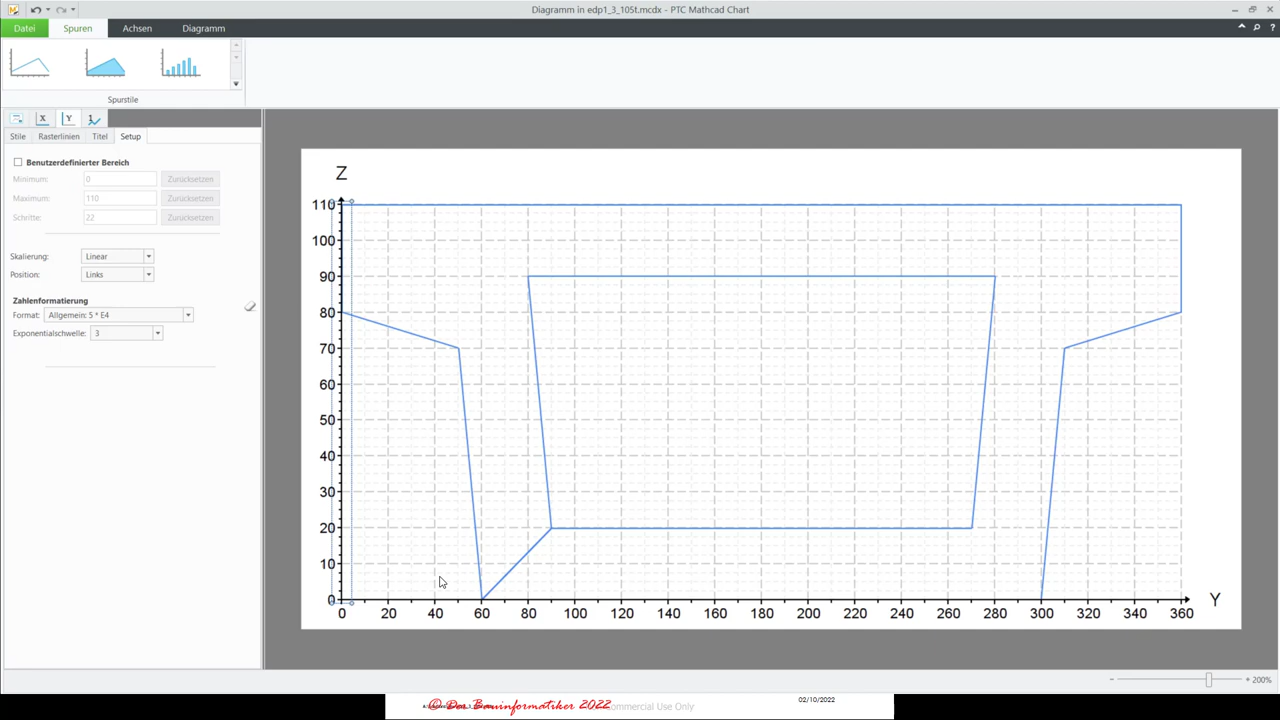 Diagramm in edp1_3_105t.mcdx - PTC Mathcad Chart
Datei Spuren Achsen Diagramm
Spurstile
X Y 1
Stile Rasterlinien Titel Setup
Benutzerdefinierter Bereich
Minimum: 0 Zurücksetzen
Maximum: 110 Zurücksetzen
Schritte: 22 Zurücksetzen
Skalierung: Linear
Position: Links
Zahlenformatierung
Format: Allgemein: 5 * E4
Exponentialschwelle: 3
Z
110
100
90
80
70
60
50
40
30
20
10
0
0 20 40 60 80 100 120 140 160 180 200 220 240 260 280 300 320 340 360
Y
200%
© Der Bauinformatiker 2022
Commercial Use Only
02/10/2022